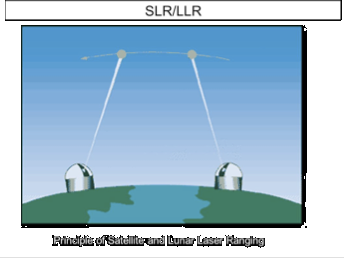 SLR/LLR
Principle of Satellite and Lunar Laser Ranging